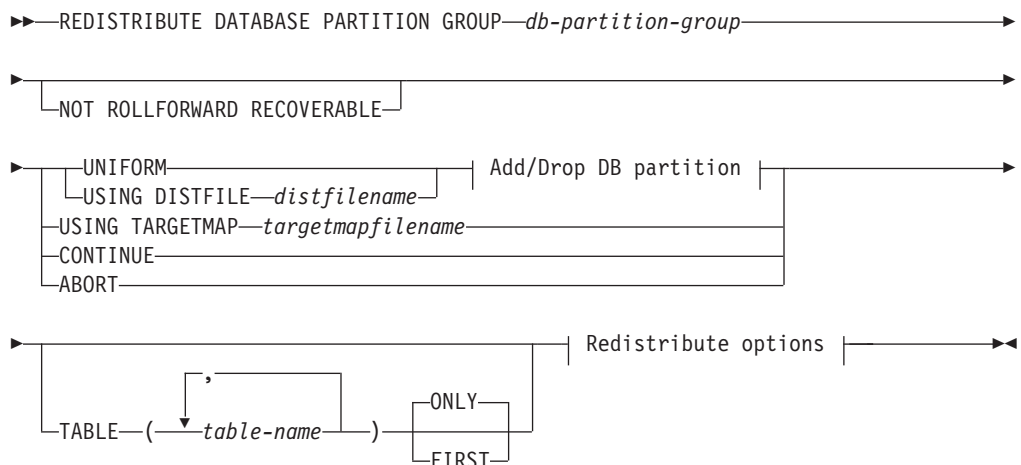 REDISTRIBUTE DATABASE PARTITION GROUP db-partition-group
NOT ROLLFORWARD RECOVERABLE
UNIFORM Add/Drop DB partition
USING DISTFILE distfilename
USING TARGETMAP targetmapfilename
CONTINUE
ABORT
Redistribute options
,
ONLY
TABLE ( table-name )
FIRST